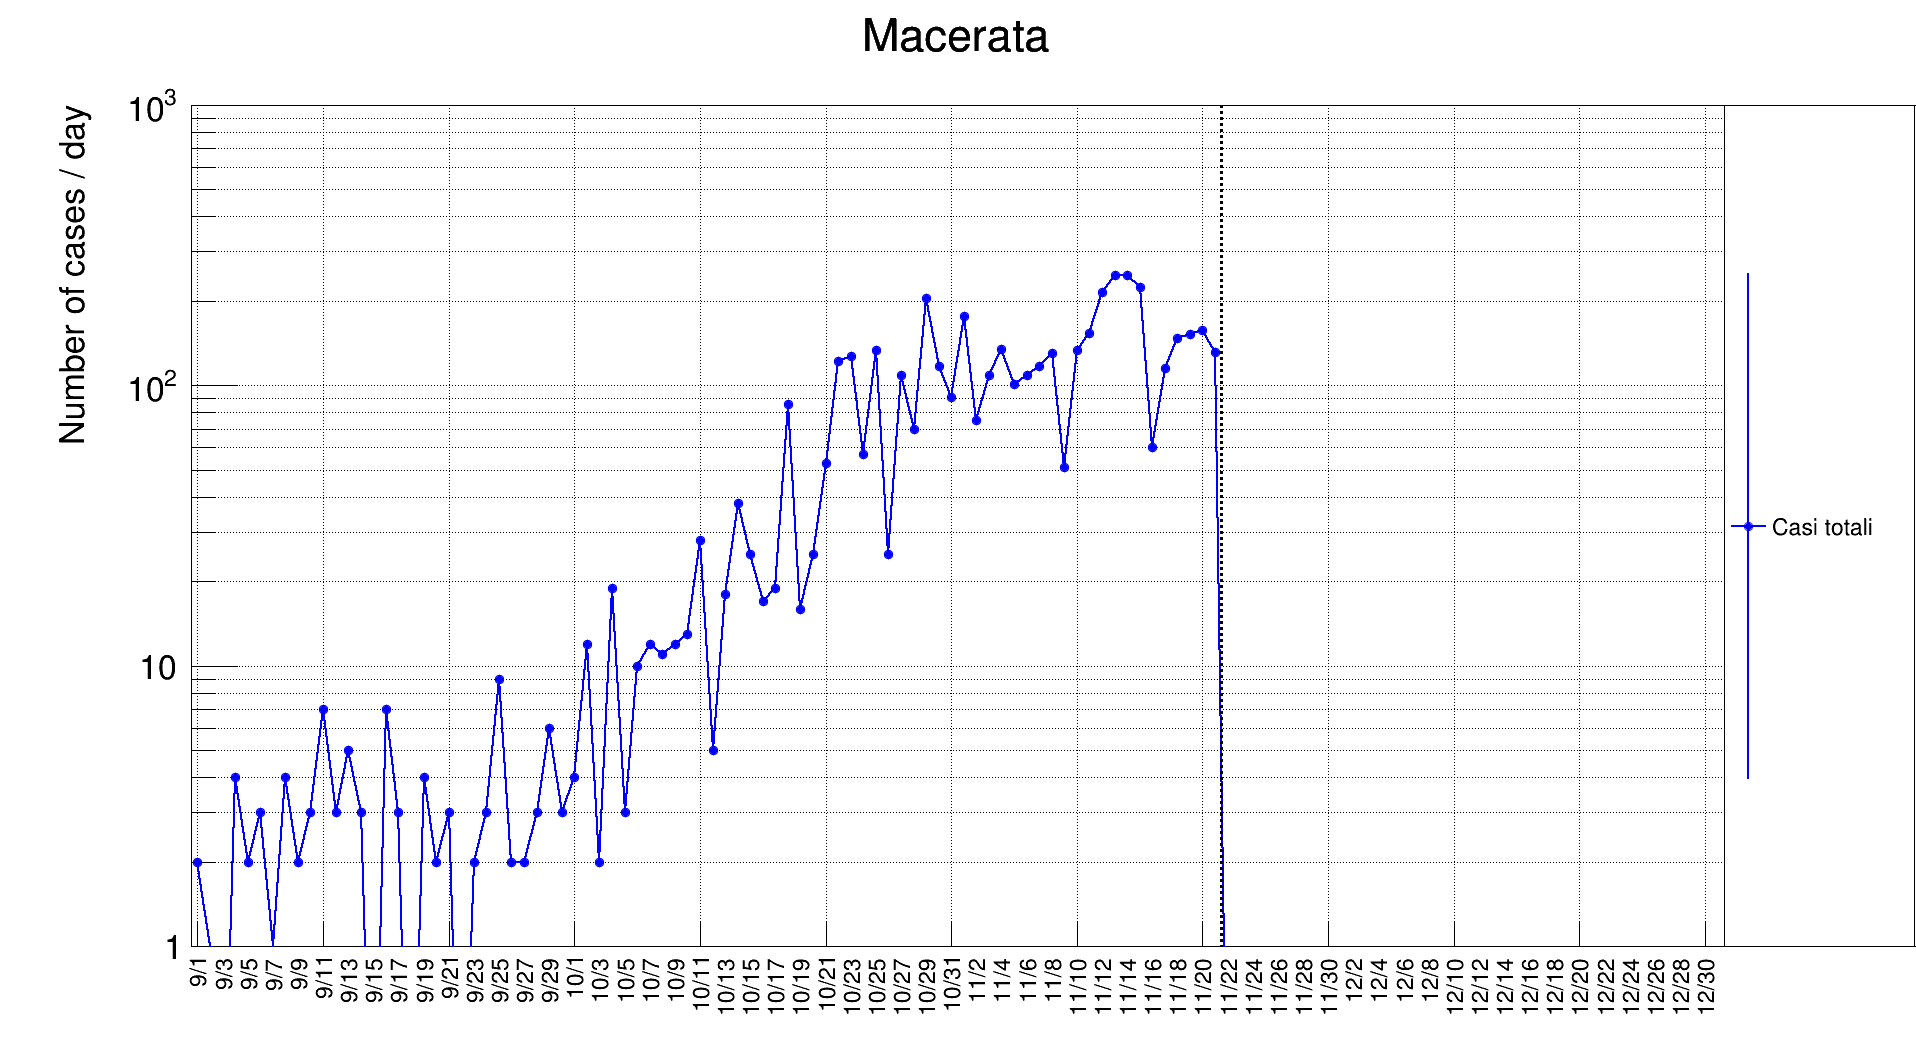 Macerata
Number of cases / day
10³
10²
10
1
9/1 9/3 9/5 9/7 9/9 9/11 9/13 9/15 9/17 9/19 9/21 9/23 9/25 9/27 9/29 10/1 10/3 10/5 10/7 10/9 10/11 10/13 10/15 10/17 10/19 10/21 10/23 10/25 10/27 10/29 10/31 11/2 11/4 11/6 11/8 11/10 11/12 11/14 11/16 11/18 11/20 11/22 11/24 11/26 11/28 11/30 12/2 12/4 12/6 12/8 12/10 12/12 12/14 12/16 12/18 12/20 12/22 12/24 12/26 12/28 12/30
Casi totali